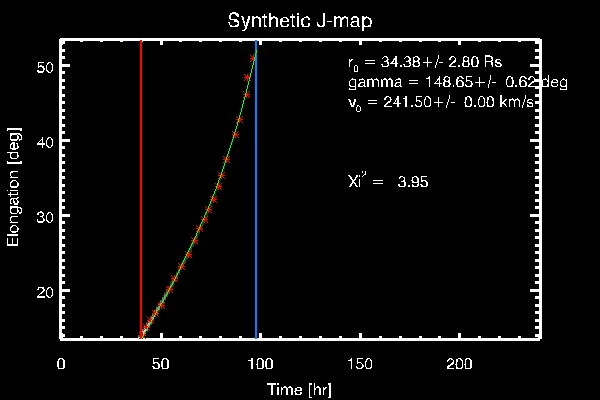 Synthetic J-map
r₀ = 34.38+/- 2.80 Rs
gamma = 148.65+/- 0.62 deg
v₀ = 241.50+/- 0.00 km/s
Xi² = 3.95
Elongation [deg]
50
40
30
20
0 50 100 150 200
Time [hr]